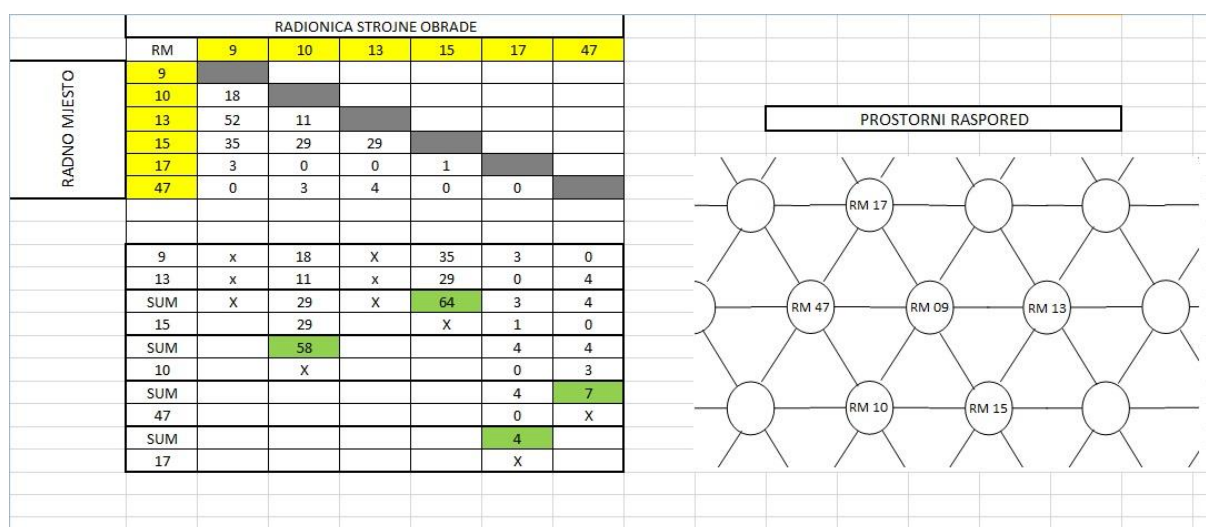 RADIONICA STROJNE OBRADE
RM 9 10 13 15 17 47
RADNO MJESTO
9
10 18
13 52 11
15 35 29 29
17 3 0 0 1
47 0 3 4 0 0
9 x 18 X 35 3 0
13 x 11 x 29 0 4
SUM X 29 X 64 3 4
15 29 X 1 0
SUM 58 4 4
10 X 0 3
SUM 4 7
47 0 X
SUM 4
17 X
PROSTORNI RASPORED
RM 17
RM 47 RM 09 RM 13
RM 10 RM 15